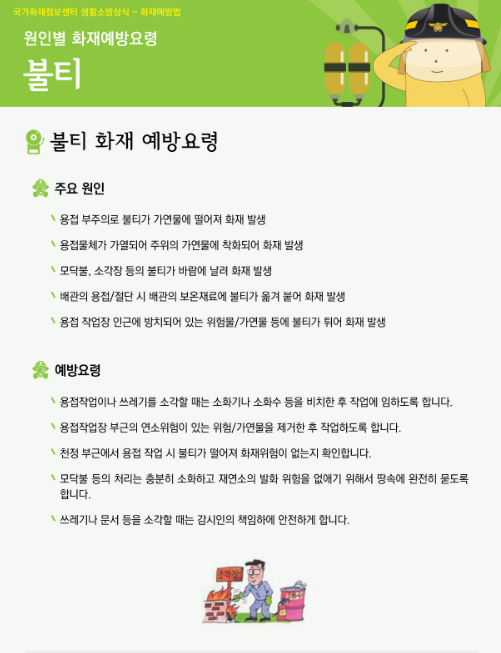 국가화재정보센터 생활소방상식 - 화재예방법
원인별 화재예방요령
불티
불티 화재 예방요령
주요 원인
용접 부주의로 불티가 가연물에 떨어져 화재 발생
용접물체가 가열되어 주위의 가연물에 착화되어 화재 발생
모닥불, 소각장 등의 불티가 바람에 날려 화재 발생
배관의 용접/절단 시 배관의 보온재료에 불티가 옮겨 붙어 화재 발생
용접 작업장 인근에 방치되어 있는 위험물/가연물 등에 불티가 튀어 화재 발생
예방요령
용접작업이나 쓰레기를 소각할 때는 소화기나 소화수 등을 비치한 후 작업에 임하도록 합니다.
용접작업장 부근의 연소위험이 있는 위험/가연물을 제거한 후 작업하도록 합니다.
천정 부근에서 용접 작업 시 불티가 떨어져 화재위험이 없는지 확인합니다.
모닥불 등의 처리는 충분히 소화하고 재연소의 발화 위험을 없애기 위해서 땅속에 완전히 묻도록
합니다.
쓰레기나 문서 등을 소각할 때는 감시인의 책임하에 안전하게 합니다.
소각장